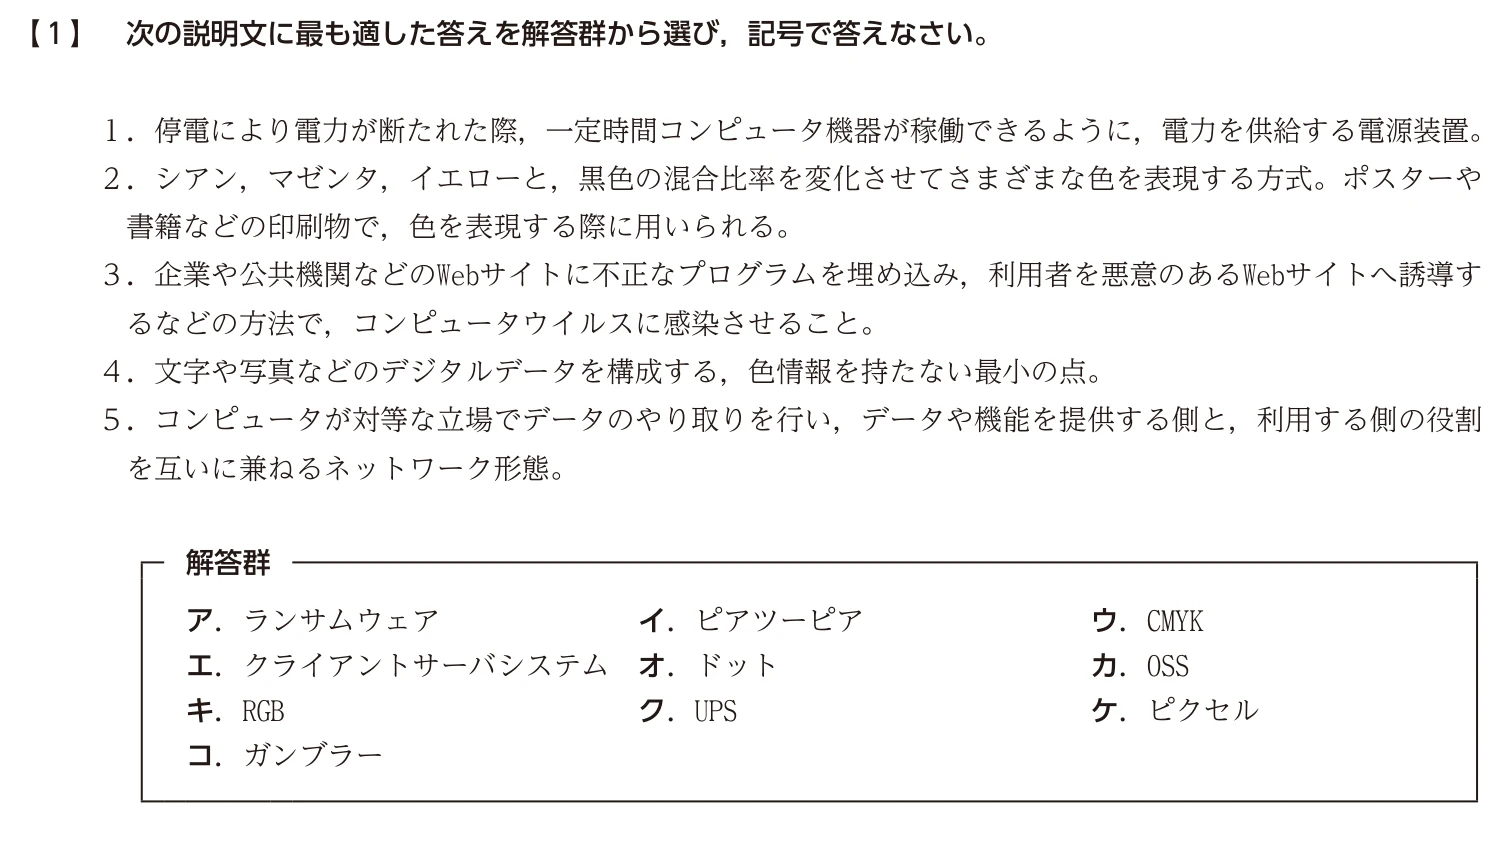 【1】 次の説明文に最も適した答えを解答群から選び，記号で答えなさい。
１．停電により電力が断たれた際，一定時間コンピュータ機器が稼働できるように，電力を供給する電源装置。
２．シアン，マゼンタ，イエローと，黒色の混合比率を変化させてさまざまな色を表現する方式。ポスターや
書籍などの印刷物で，色を表現する際に用いられる。
３．企業や公共機関などのWebサイトに不正なプログラムを埋め込み，利用者を悪意のあるWebサイトへ誘導す
るなどの方法で，コンピュータウイルスに感染させること。
４．文字や写真などのデジタルデータを構成する，色情報を持たない最小の点。
５．コンピュータが対等な立場でデータのやり取りを行い，データや機能を提供する側と，利用する側の役割
を互いに兼ねるネットワーク形態。
解答群
ア．ランサムウェア イ．ピアツーピア ウ．CMYK
エ．クライアントサーバシステム オ．ドット カ．OSS
キ．RGB ク．UPS ケ．ピクセル
コ．ガンブラー